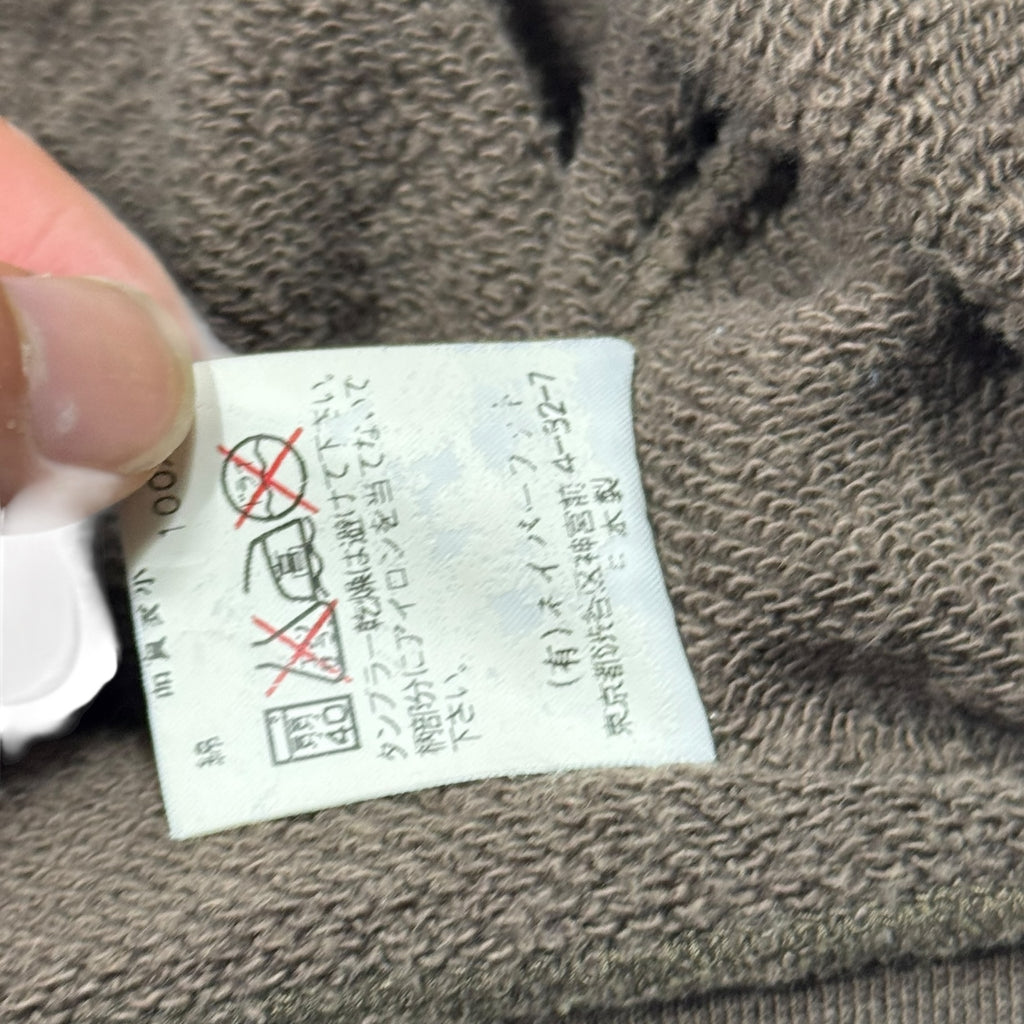 品質表示
綿 100%
40
タンブラー乾燥は避けて下さい。
網部分にアイロンを当てないで
下さい。
(有)ネイバーフッド
東京都渋谷区神宮前 4-32-7
日本製